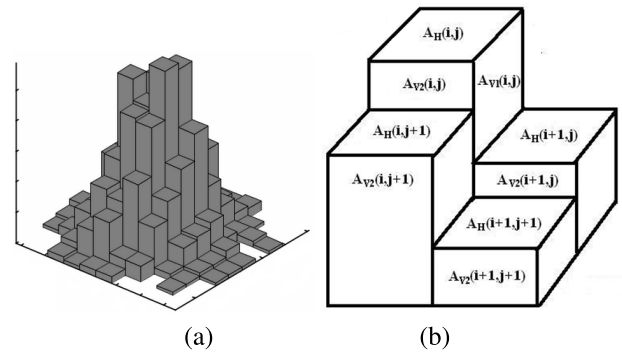 A_H(i,j)
A_V2(i,j)
A_V1(i,j)
A_H(i,j+1)
A_H(i+1,j)
A_V2(i,j+1)
A_V2(i+1,j)
A_H(i+1,j+1)
A_V2(i+1,j+1)
(a)
(b)